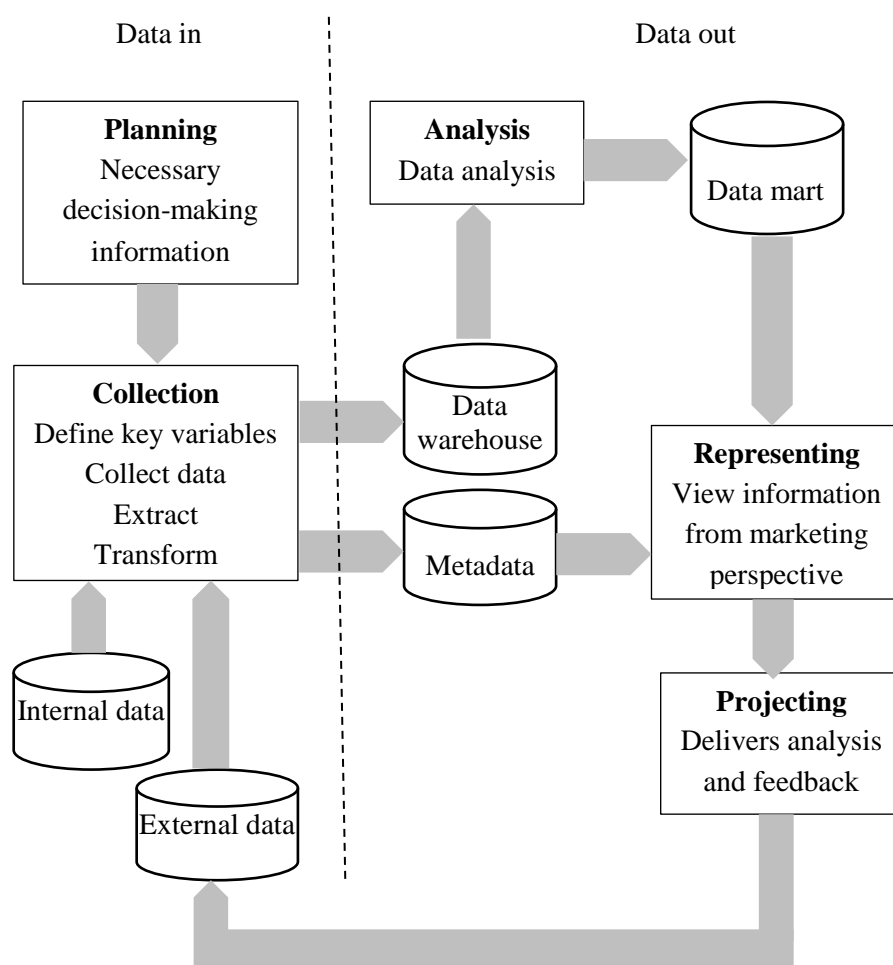 Data in
Data out
Planning
Necessary
decision-making
information
Analysis
Data analysis
Data mart
Collection
Define key variables
Collect data
Extract
Transform
Data
warehouse
Metadata
Representing
View information
from marketing
perspective
Internal data
External data
Projecting
Delivers analysis
and feedback